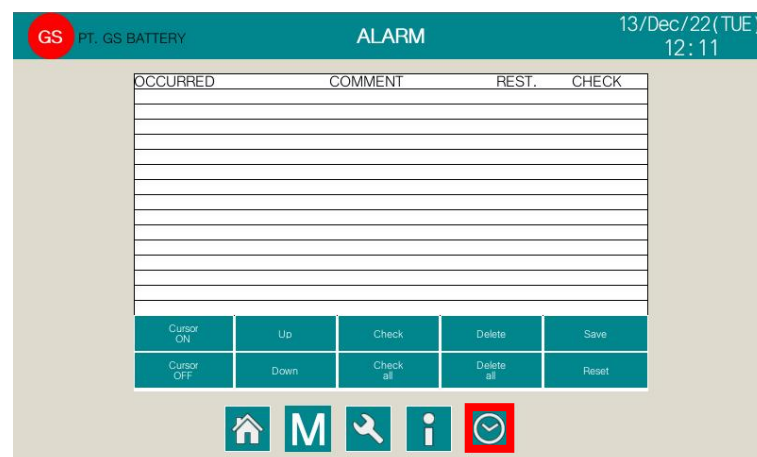 GS PT. GS BATTERY ALARM 13/Dec/22(TUE)
12:11
OCCURRED COMMENT REST. CHECK
Cursor ON Up Check Delete Save
Cursor OFF Down Check all Delete all Reset
M i